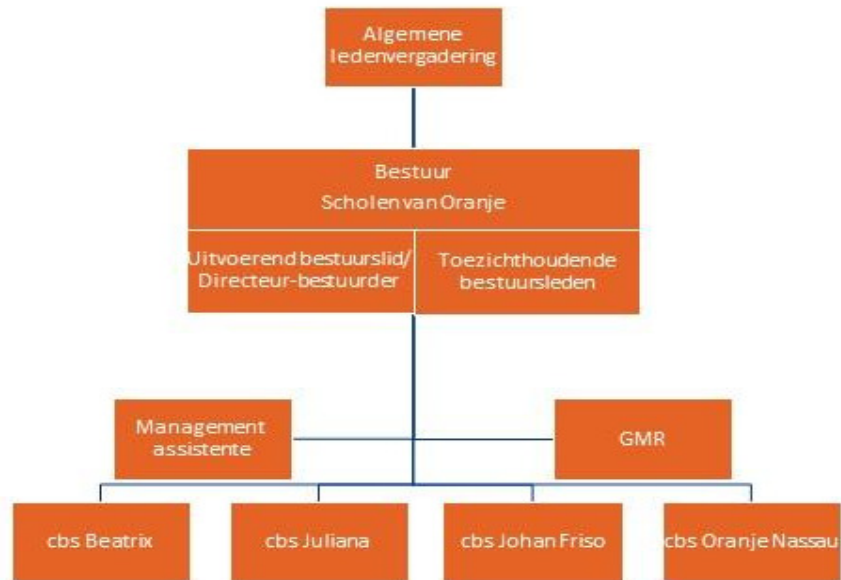 Algemene
ledenvergadering
Bestuur
Scholen van Oranje
Uitvoerend bestuurslid/
Directeur-bestuurder
Toezichthoudende
bestuursleden
Management
assistente
GMR
cbs Beatrix
cbs Juliana
cbs Johan Friso
cbs Oranje Nassau